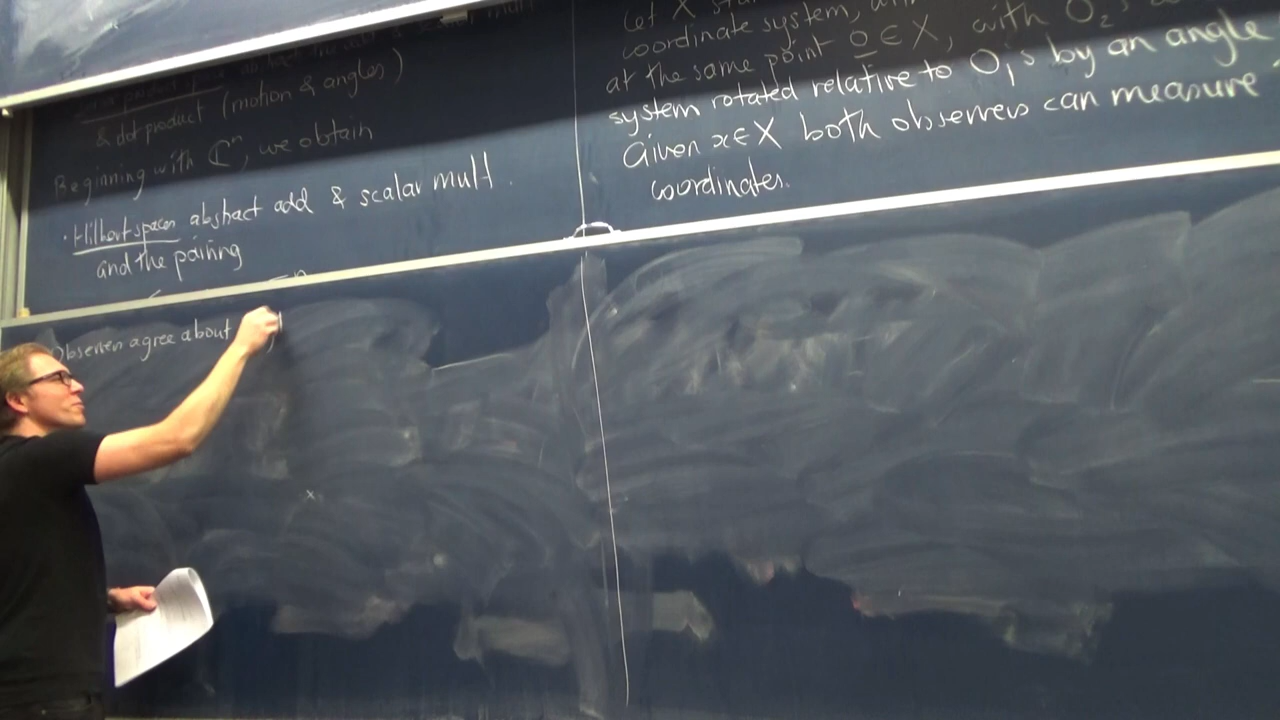 & dot product (motion & angles)
Beginning with ℂⁿ, we obtain
· Hilbert spaces abstract add & scalar mult.
and the pairing
Observers agree about
Let X
coordinate system,
at the same point 0 ∈ X, with O₂'s
system rotated relative to O₁'s by an angle
Given x ∈ X both observers can measure
coordinates.